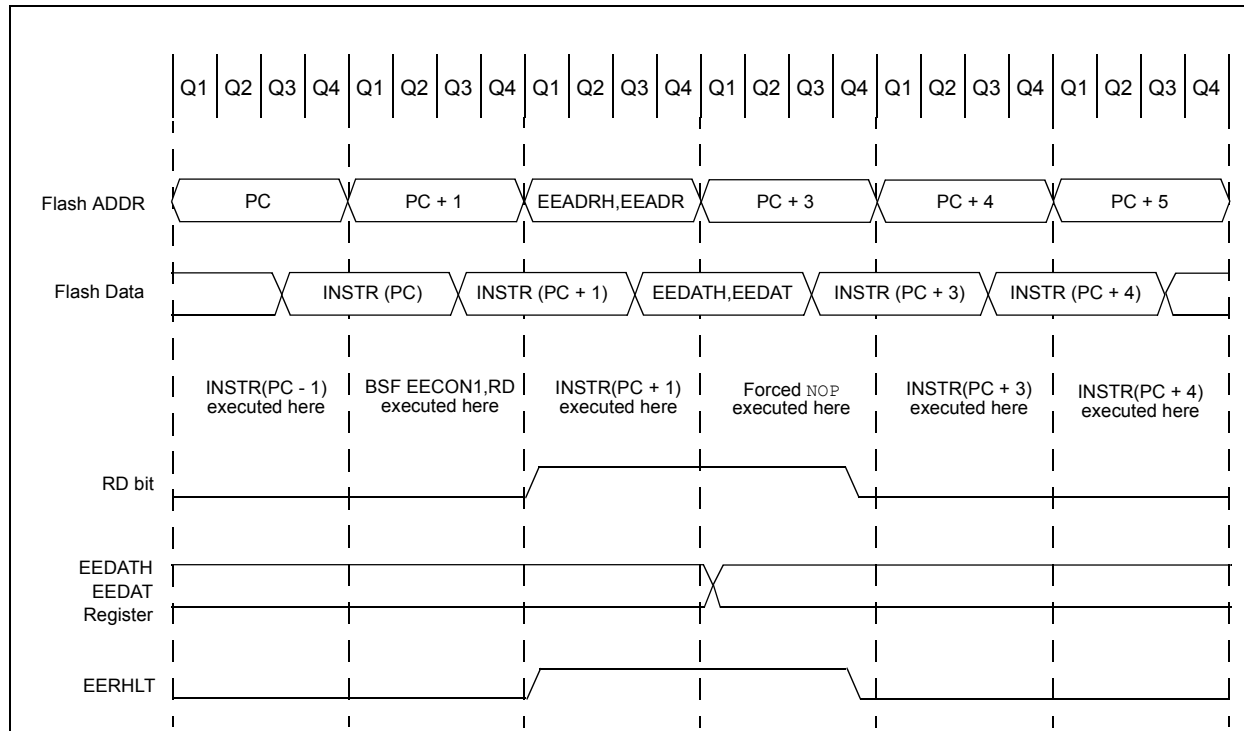 Q1 Q2 Q3 Q4 Q1 Q2 Q3 Q4 Q1 Q2 Q3 Q4 Q1 Q2 Q3 Q4 Q1 Q2 Q3 Q4 Q1 Q2 Q3 Q4
Flash ADDR PC PC + 1 EEADRH,EEADR PC + 3 PC + 4 PC + 5
Flash Data INSTR (PC) INSTR (PC + 1) EEDATH,EEDAT INSTR (PC + 3) INSTR (PC + 4)
INSTR(PC - 1) BSF EECON1,RD INSTR(PC + 1) Forced NOP INSTR(PC + 3) INSTR(PC + 4)
executed here executed here executed here executed here executed here executed here
RD bit
EEDATH
EEDAT
Register
EERHLT